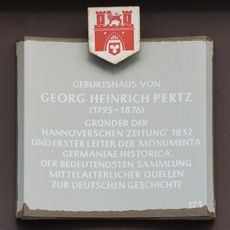 GEBURTSHAUS VON
GEORG HEINRICH PERTZ
(1795-1876)
GRÜNDER DER
'HANNOVERSCHEN ZEITUNG' 1832
UND ERSTER LEITER DER 'MONUMENTA
GERMANIAE HISTORICA',
DER BEDEUTENDSTEN SAMMLUNG
MITTELALTERLICHER QUELLEN
ZUR DEUTSCHEN GESCHICHTE